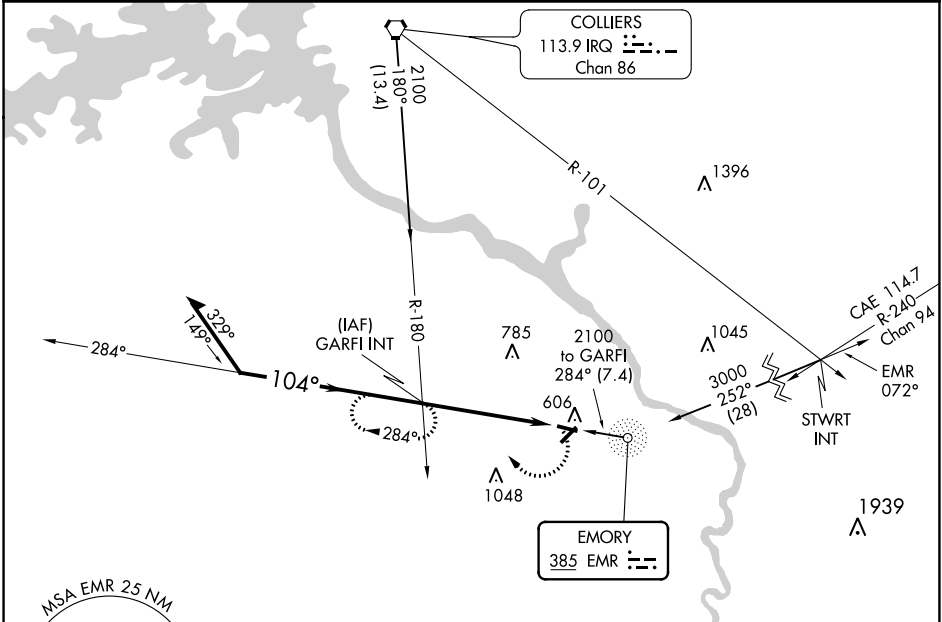 COLLIERS
113.9 IRQ
Chan 86
2100
180°
(13.4)
R-101
1396
R-180
CAE 114.7
R-240
Chan 94
329°
149°
(IAF)
GARFI INT
284°
785
2100
to GARFI
284° (7.4)
1045
3000
252°
(28)
EMR
072°
STWRT
INT
104°
606
284°
1048
1939
EMORY
385 EMR
MSA EMR 25 NM